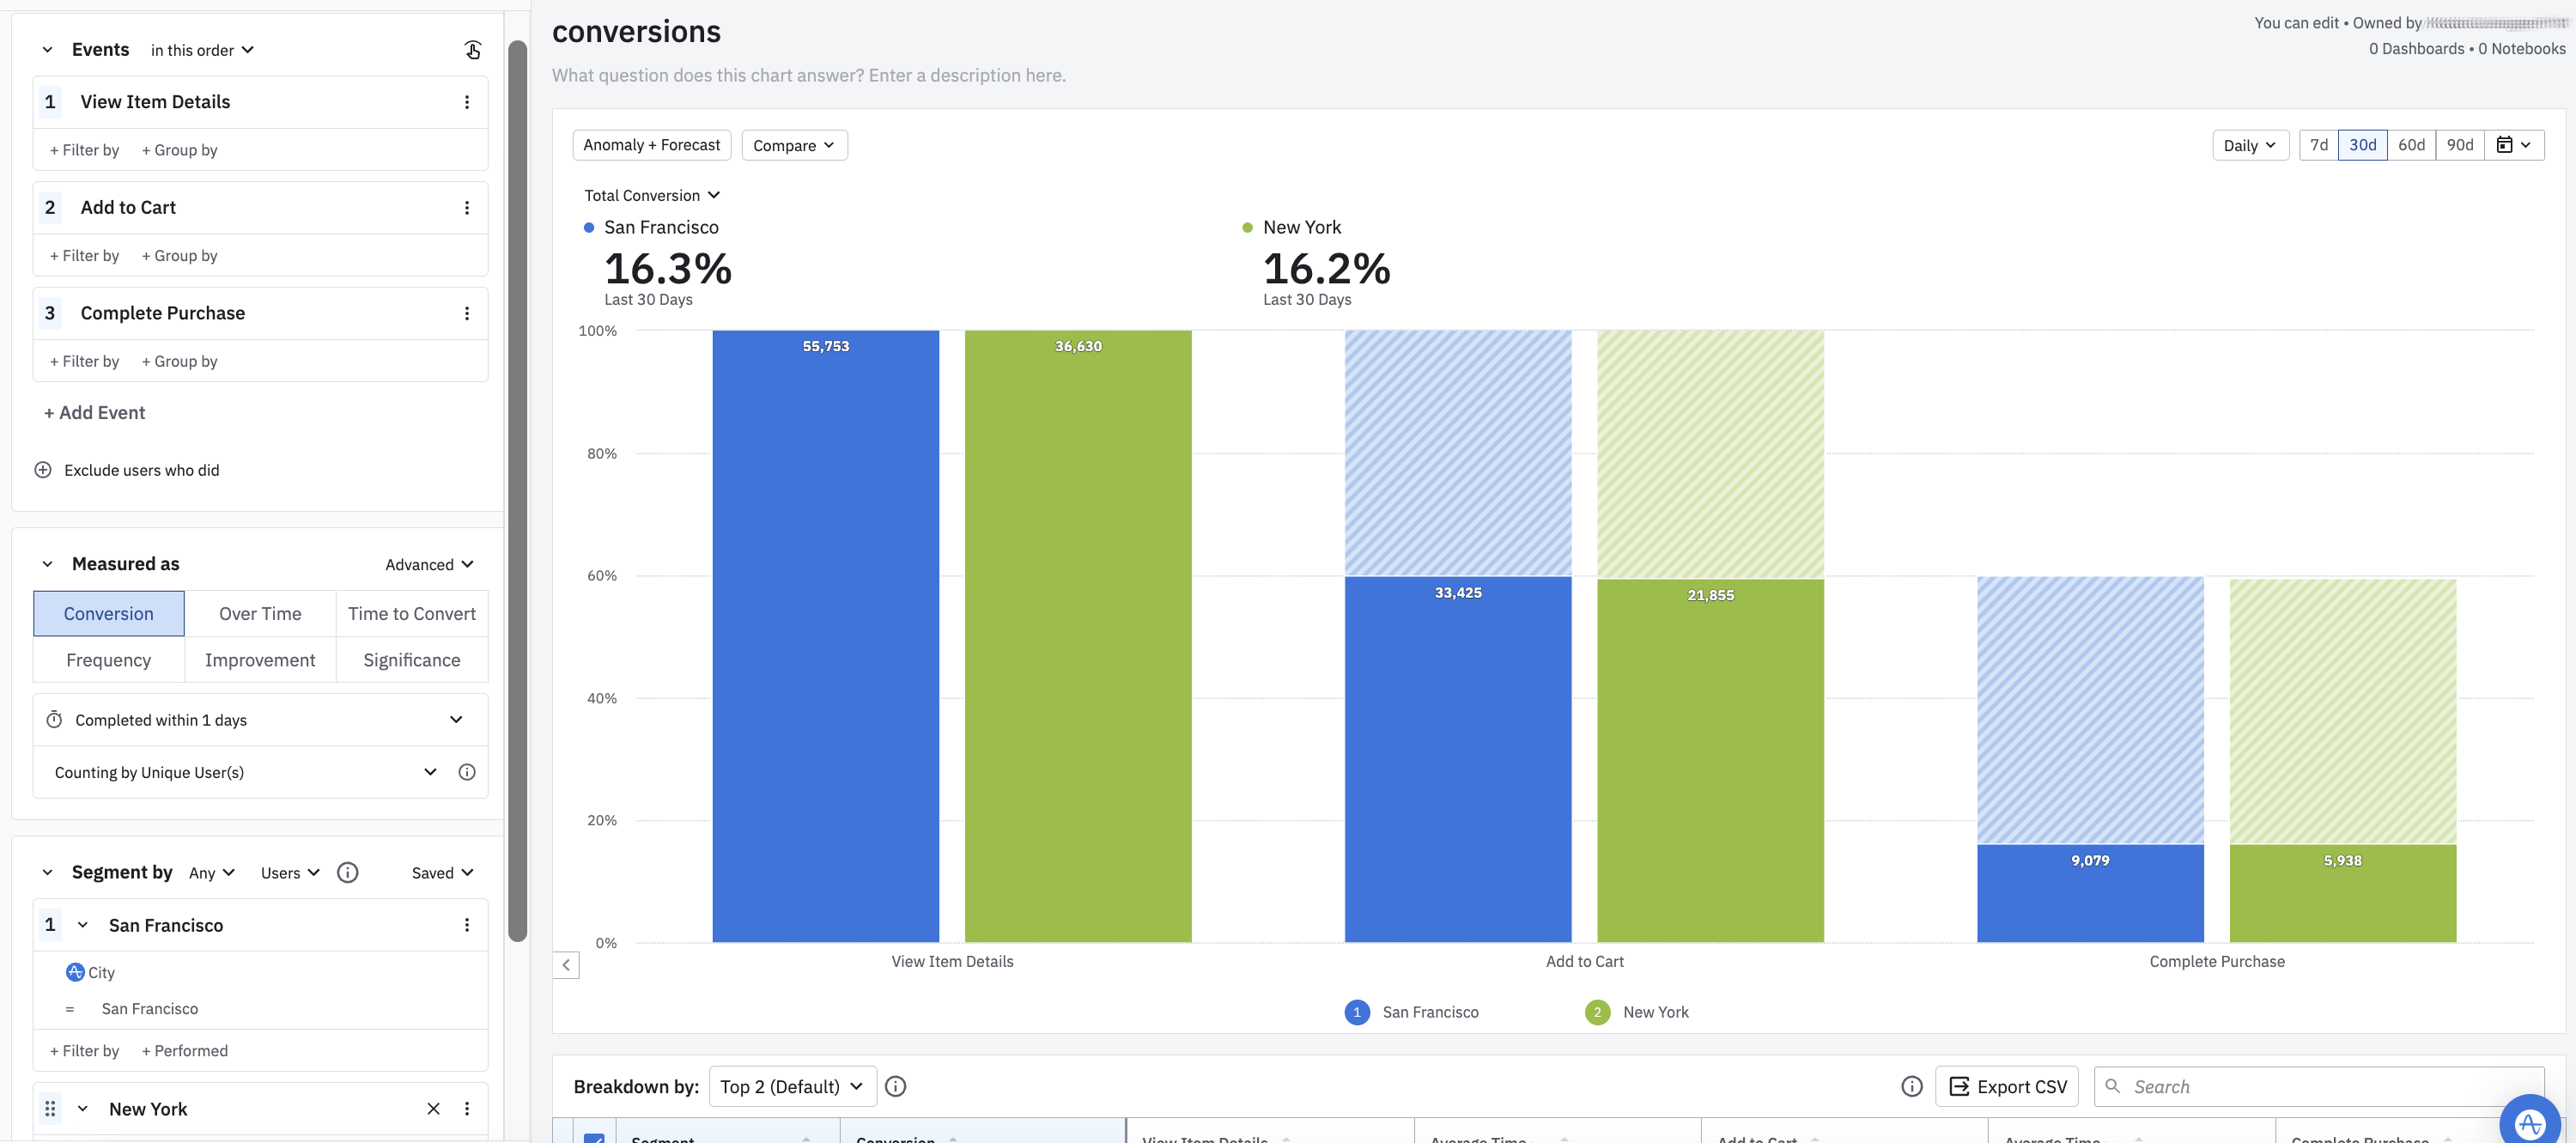 Events in this order
1 View Item Details
+ Filter by + Group by
2 Add to Cart
+ Filter by + Group by
3 Complete Purchase
+ Filter by + Group by
+ Add Event
Exclude users who did
Measured as Advanced
Conversion Over Time Time to Convert
Frequency Improvement Significance
Completed within 1 days
Counting by Unique User(s)
Segment by Any Users Saved
1 San Francisco
City
= San Francisco
+ Filter by + Performed
New York
conversions
You can edit • Owned by
0 Dashboards • 0 Notebooks
What question does this chart answer? Enter a description here.
Anomaly + Forecast Compare
Daily 7d 30d 60d 90d
Total Conversion
San Francisco New York
16.3% 16.2%
Last 30 Days Last 30 Days
100%
55,753 36,630
80%
60%
33,425 21,855
40%
9,079 5,938
20%
0%
View Item Details Add to Cart Complete Purchase
1 San Francisco 2 New York
Breakdown by: Top 2 (Default) Export CSV Search
Segment Conversion View Item Details Average Time Add to Cart Average Time Complete Purchase